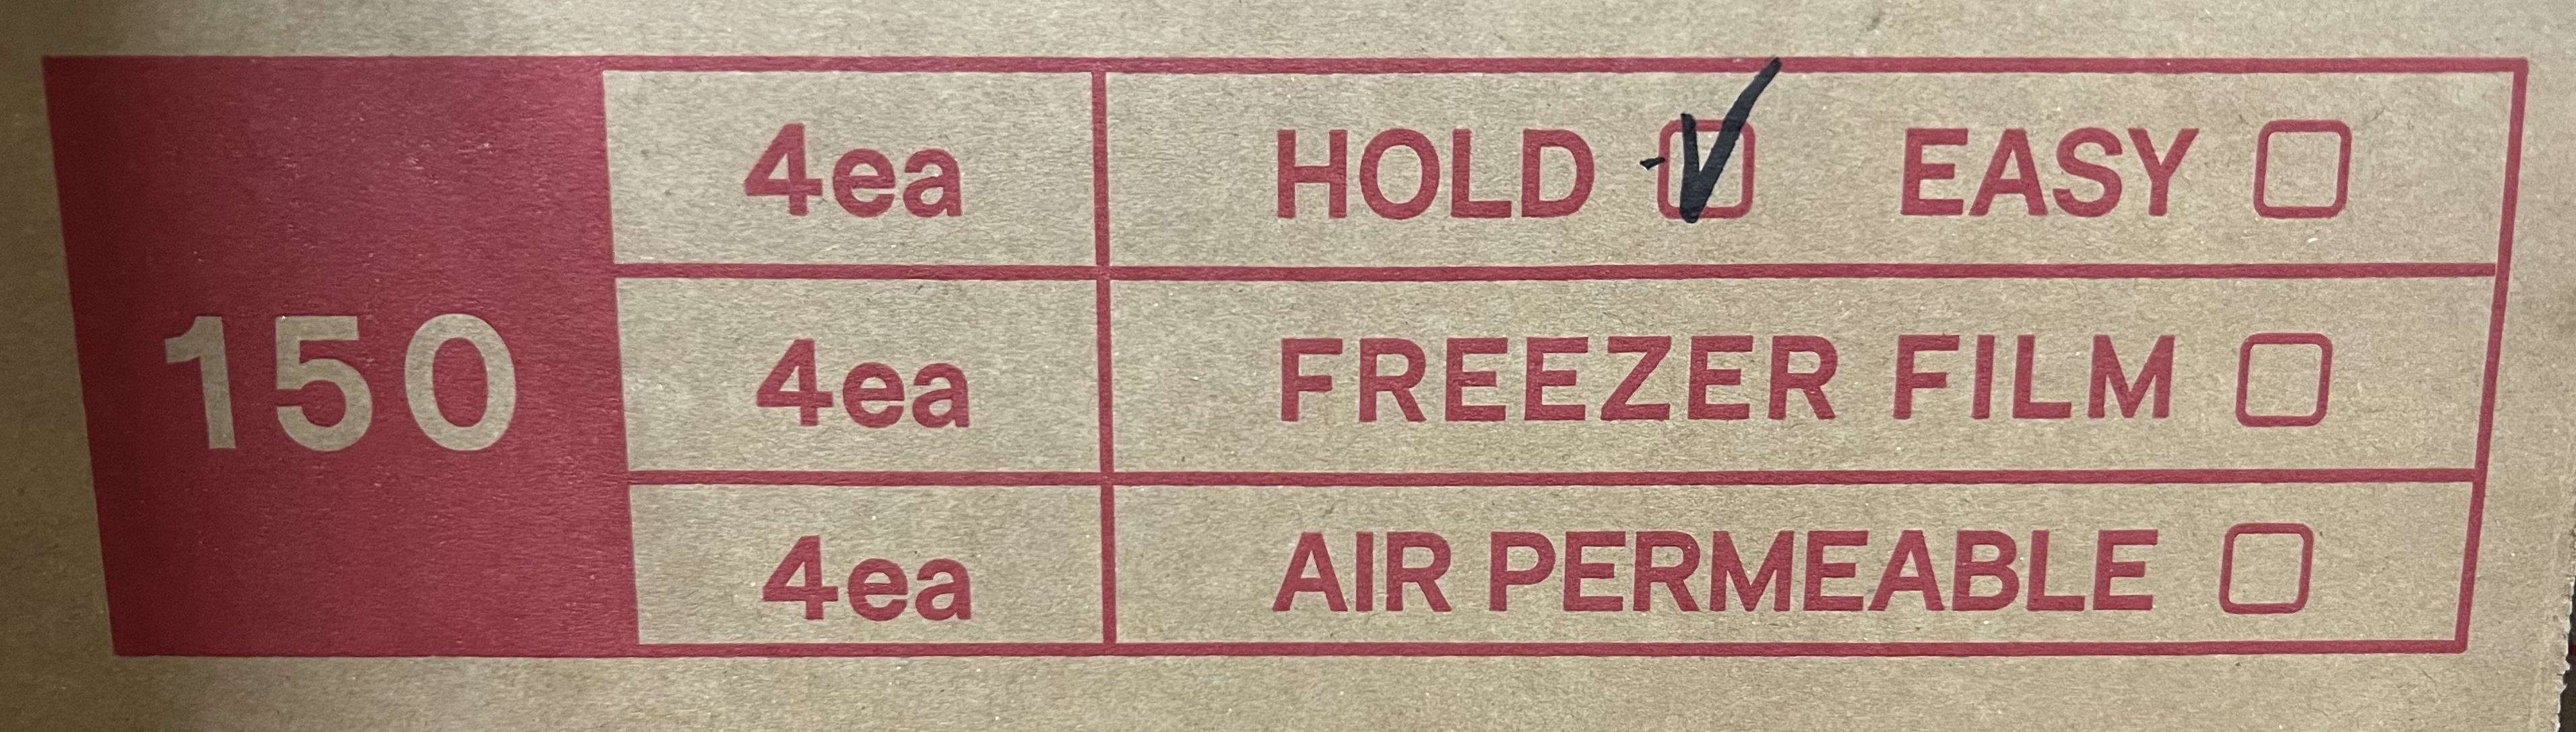 4ea HOLD ☑ EASY ☐
150 4ea FREEZER FILM ☐
4ea AIR PERMEABLE ☐